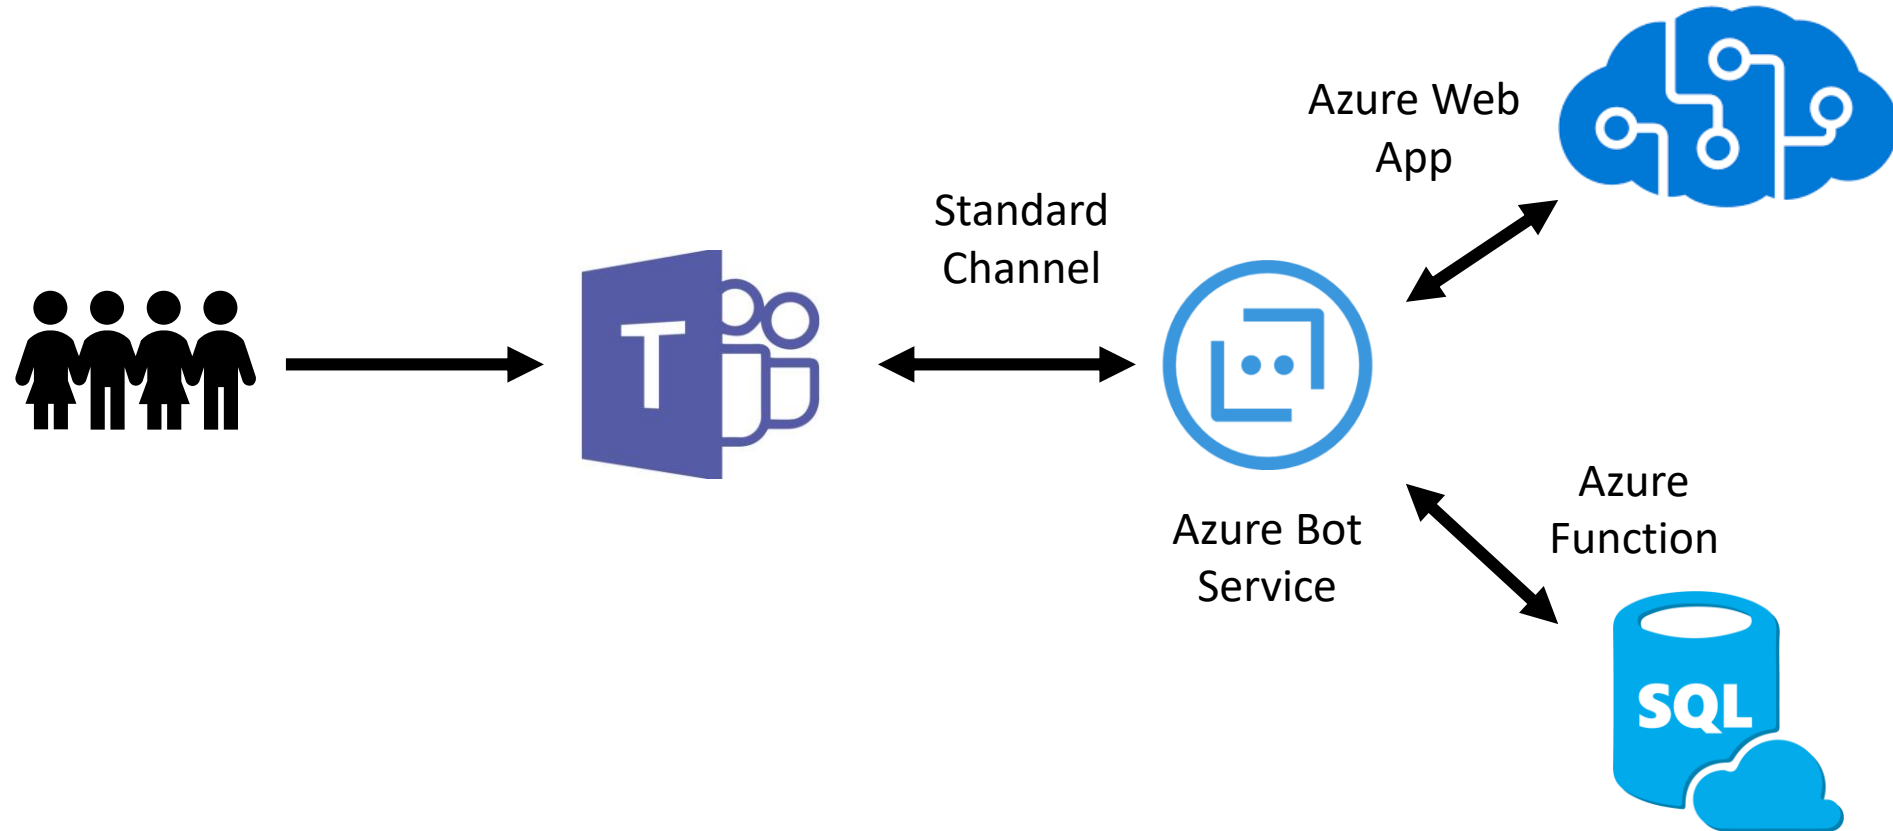 Azure Web
App
Standard
Channel
T
Azure Bot
Service
Azure
Function
SQL